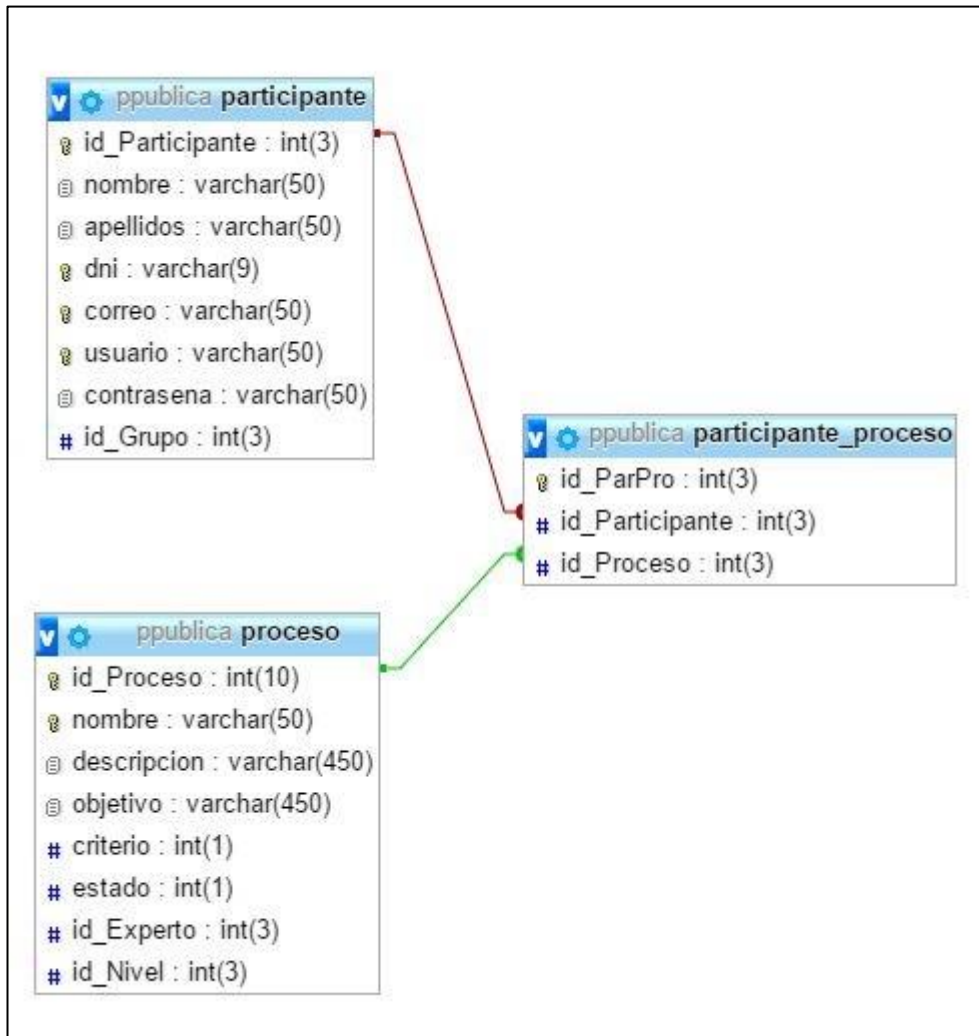 ppublica participante
id_Participante : int(3)
nombre : varchar(50)
apellidos : varchar(50)
dni : varchar(9)
correo : varchar(50)
usuario : varchar(50)
contrasena : varchar(50)
# id_Grupo : int(3)
ppublica participante_proceso
id_ParPro : int(3)
# id_Participante : int(3)
# id_Proceso : int(3)
ppublica proceso
id_Proceso : int(10)
nombre : varchar(50)
descripcion : varchar(450)
objetivo : varchar(450)
# criterio : int(1)
# estado : int(1)
# id_Experto : int(3)
# id_Nivel : int(3)